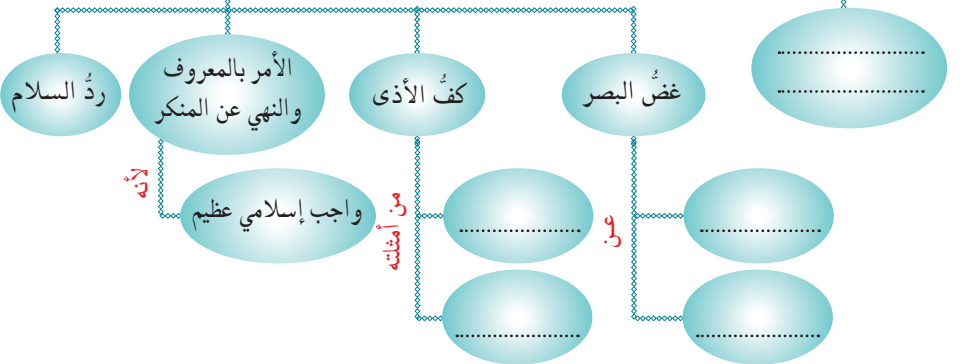 غضُّ البصر
عن
كفُّ الأذى
من أمثلته
الأمر بالمعروف
والنهي عن المنكر
لأنه
واجب إسلامي عظيم
ردُّ السلام